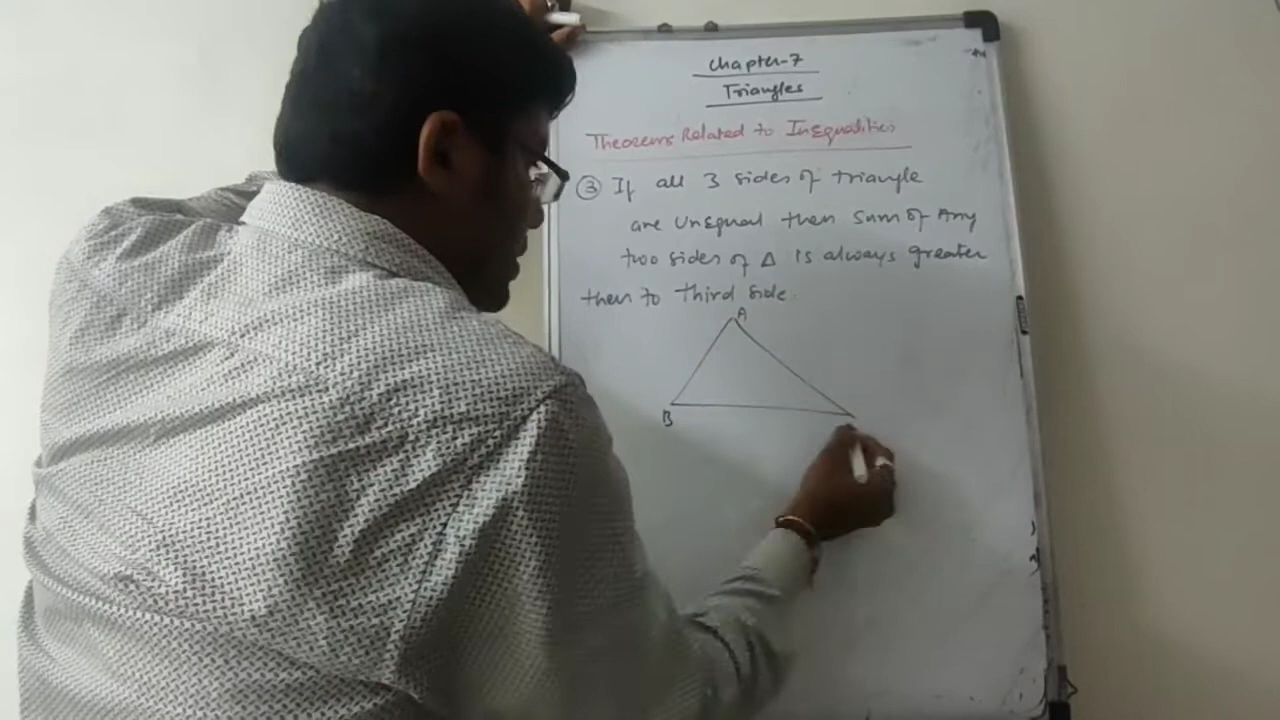 Chapter-7
Triangles
Theorems Related to Inequalities
③ If all 3 sides of triangle
are unequal then sum of Any
two sides of Δ is always greater
then to third side.
A
B